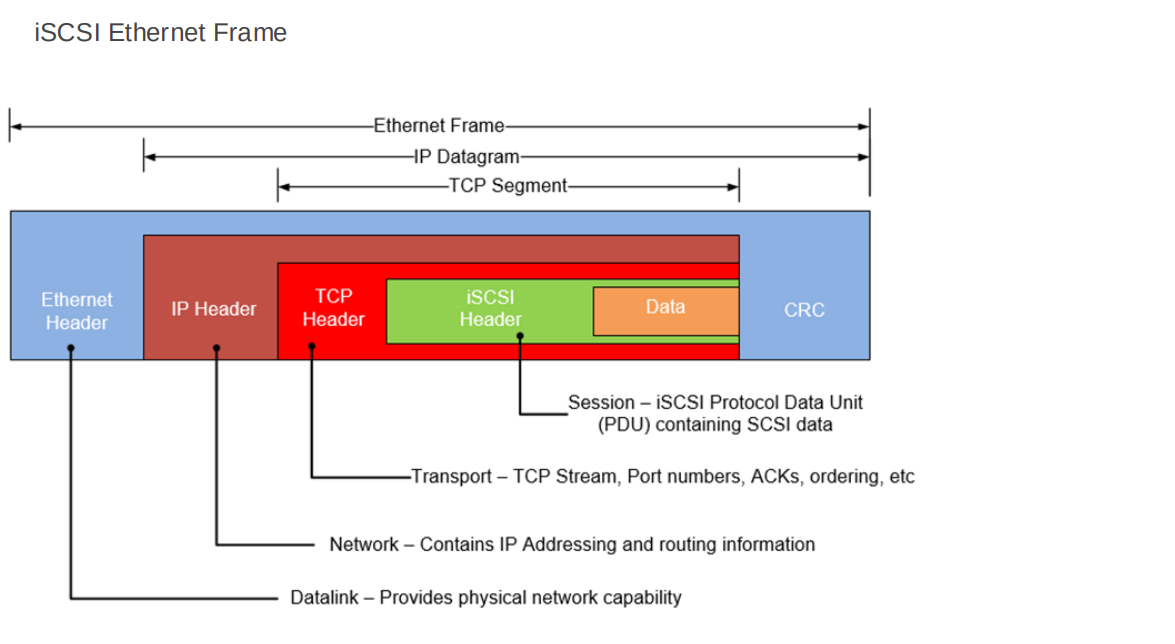 iSCSI Ethernet Frame
Ethernet Frame
IP Datagram
TCP Segment
Ethernet
Header
IP Header
TCP
Header
iSCSI
Header
Data
CRC
Session – iSCSI Protocol Data Unit
(PDU) containing SCSI data
Transport – TCP Stream, Port numbers, ACKs, ordering, etc
Network – Contains IP Addressing and routing information
Datalink – Provides physical network capability